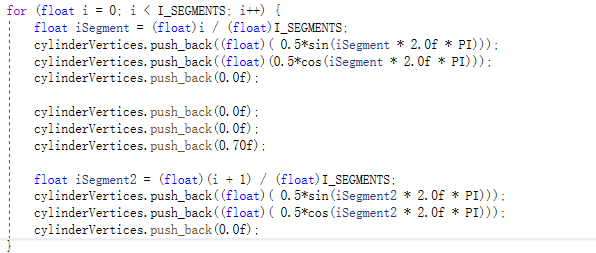 for (float i = 0; i < I_SEGMENTS; i++) {
float iSegment = (float)i / (float)I_SEGMENTS;
cylinderVertices.push_back((float)( 0.5*sin(iSegment * 2.0f * PI)));
cylinderVertices.push_back((float)(0.5*cos(iSegment * 2.0f * PI)));
cylinderVertices.push_back(0.0f);
cylinderVertices.push_back(0.0f);
cylinderVertices.push_back(0.0f);
cylinderVertices.push_back(0.70f);
float iSegment2 = (float)(i + 1) / (float)I_SEGMENTS;
cylinderVertices.push_back((float)( 0.5*sin(iSegment2 * 2.0f * PI)));
cylinderVertices.push_back((float)( 0.5*cos(iSegment2 * 2.0f * PI)));
cylinderVertices.push_back(0.0f);
}